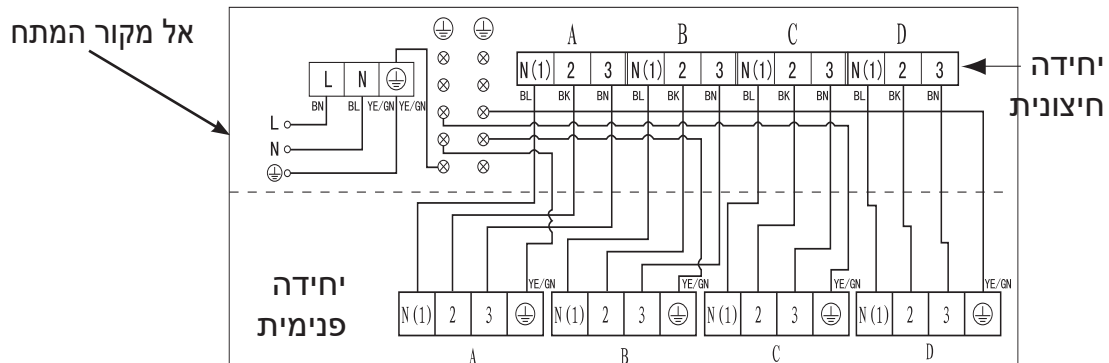 אל מקור המתח
A B C D
N(1) 2 3 N(1) 2 3 N(1) 2 3 N(1) 2 3
יחידה
חיצונית
L N
BN BL YE/GN YE/GN
BL BK BN BL BK BN BL BK BN BL BK BN
L
N
יחידה
פנימית
YE/GN YE/GN YE/GN YE/GN
N(1) 2 3 N(1) 2 3 N(1) 2 3 N(1) 2 3
A B C D